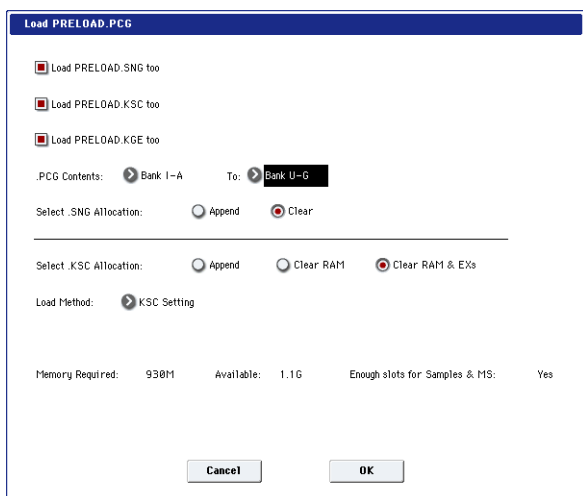 Load PRELOAD.PCG
Load PRELOAD.SNG too
Load PRELOAD.KSC too
Load PRELOAD.KGE too
.PCG Contents: Bank I-A To: Bank U-G
Select .SNG Allocation: Append Clear
Select .KSC Allocation: Append Clear RAM Clear RAM & EXs
Load Method: KSC Setting
Memory Required: 930M Available: 1.1G Enough slots for Samples & MS: Yes
Cancel OK